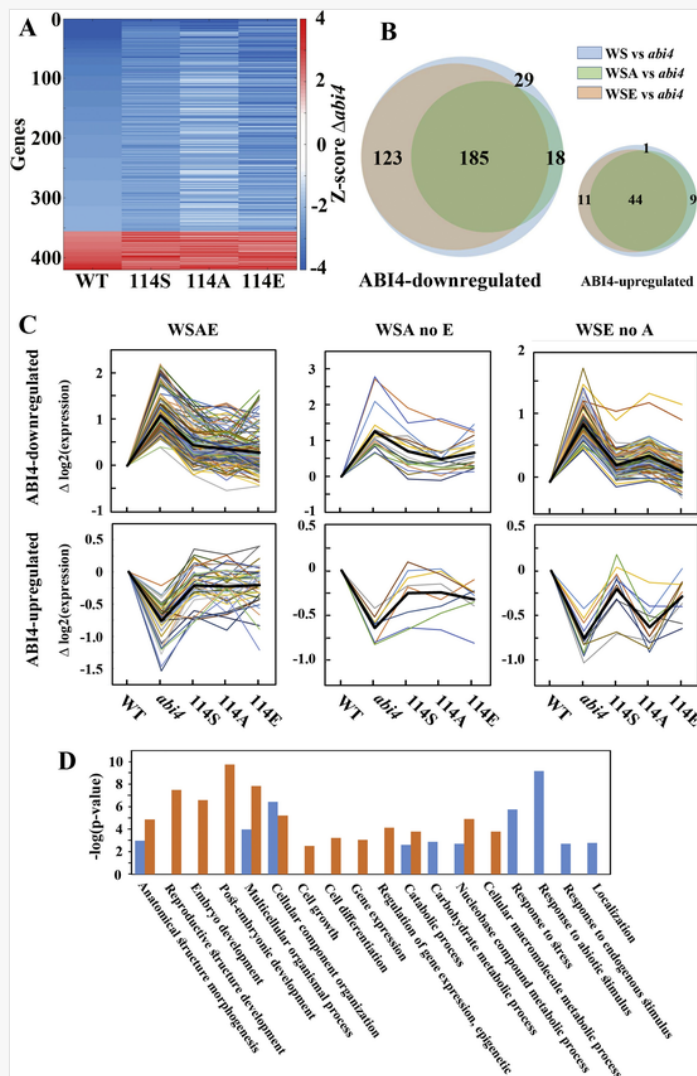 A
0
100
200
300
400
Genes
WT 114S 114A 114E
4
2
0
-2
-4
Z-score Δabi4
B
WS vs abi4
WSA vs abi4
WSE vs abi4
29
123
185
18
ABI4-downregulated
1
11
44
9
ABI4-upregulated
C
WSAE
WSA no E
WSE no A
ABI4-downregulated
Δ log2(expression)
2
1
0
-1
3
2
1
0
-1
2
1
0
-1
ABI4-upregulated
Δ log2(expression)
0.5
0
-0.5
-1.0
-1.5
0.5
0
-0.5
-1.0
0.5
0
-0.5
-1.0
WT abi4 114S 114A 114E
WT abi4 114S 114A 114E
WT abi4 114S 114A 114E
D
-log(p-value)
10
8
6
4
2
0
Anatomical structure morphogenesis
Reproductive structure development
Embryo development
Post-embryonic development
Multicellular organismal process
Cellular component organization
Cell growth
Cell differentiation
Gene expression
Regulation of gene expression, epigenetic
Catabolic process
Carbohydrate metabolic process
Nucleobase compound metabolic process
Cellular macromolecule metabolic process
Response to stress
Response to abiotic stimulus
Response to endogenous stimulus
Localization